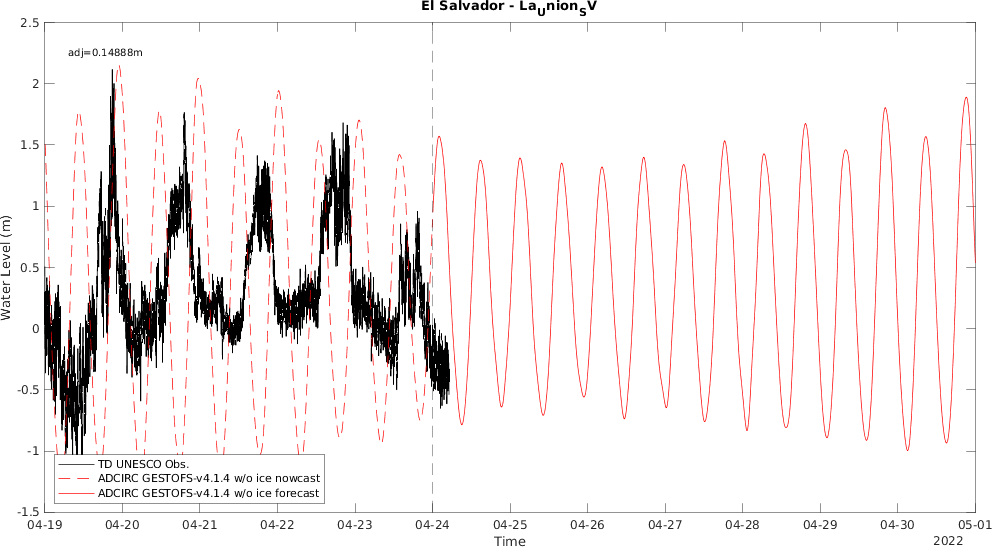 El Salvador - LaUnionSV
2.5
adj=0.14888m
2
1.5
1
0.5
0
-0.5
-1
-1.5
Water Level (m)
TD UNESCO Obs.
ADCIRC GESTOFS-v4.1.4 w/o ice nowcast
ADCIRC GESTOFS-v4.1.4 w/o ice forecast
04-19 04-20 04-21 04-22 04-23 04-24 04-25 04-26 04-27 04-28 04-29 04-30 05-01
Time
2022